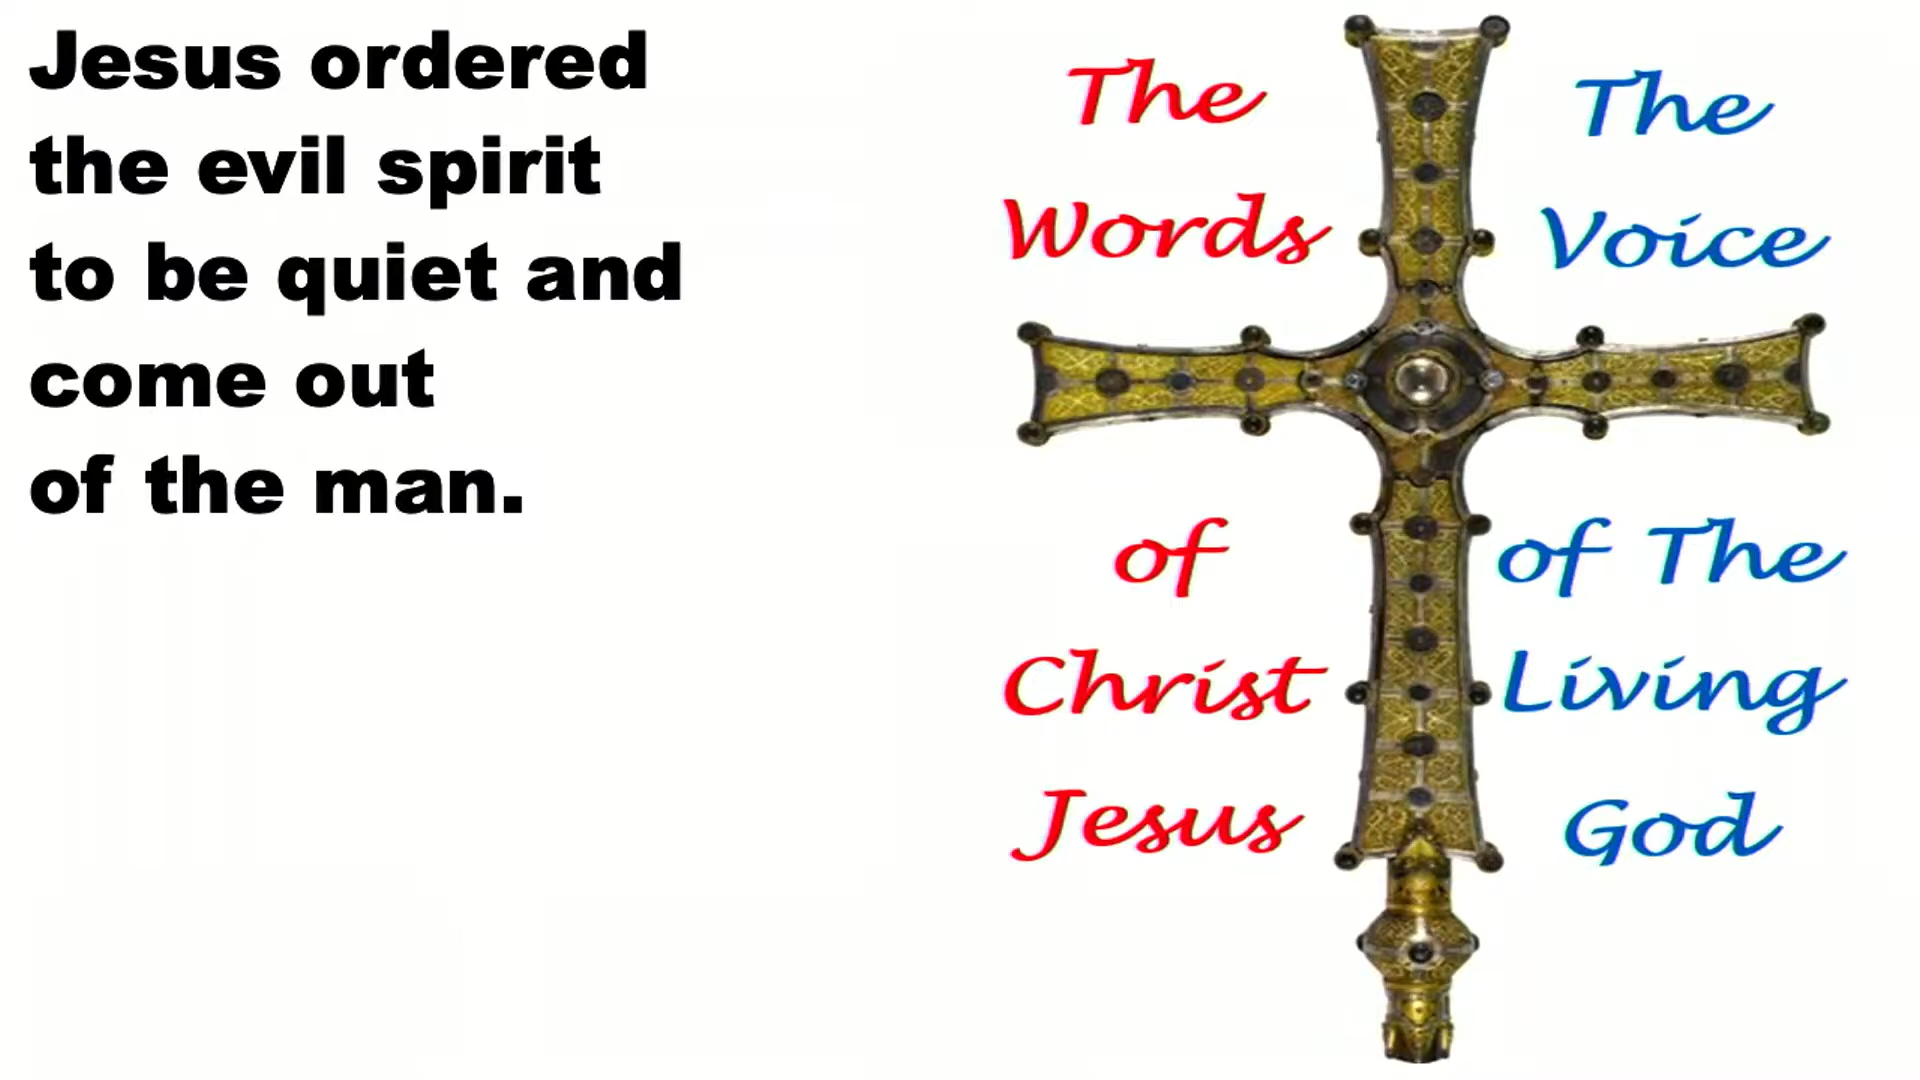 Jesus ordered
the evil spirit
to be quiet and
come out
of the man.
The
Words
of
Christ
Jesus
The
Voice
of The
Living
God